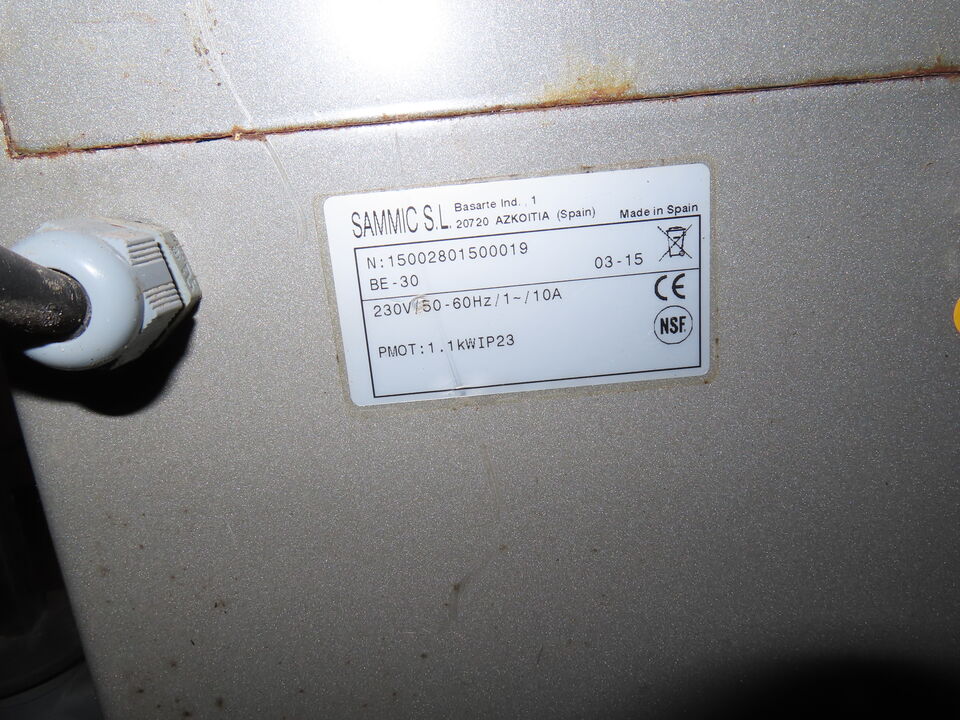 SAMMIC S.L. Basarte Ind. , 1
20720 AZKOITIA (Spain) Made in Spain
N:15002801500019
BE-30 03-15
230V/50-60Hz/1~/10A
CE
NSF
PMOT:1.1kWIP23